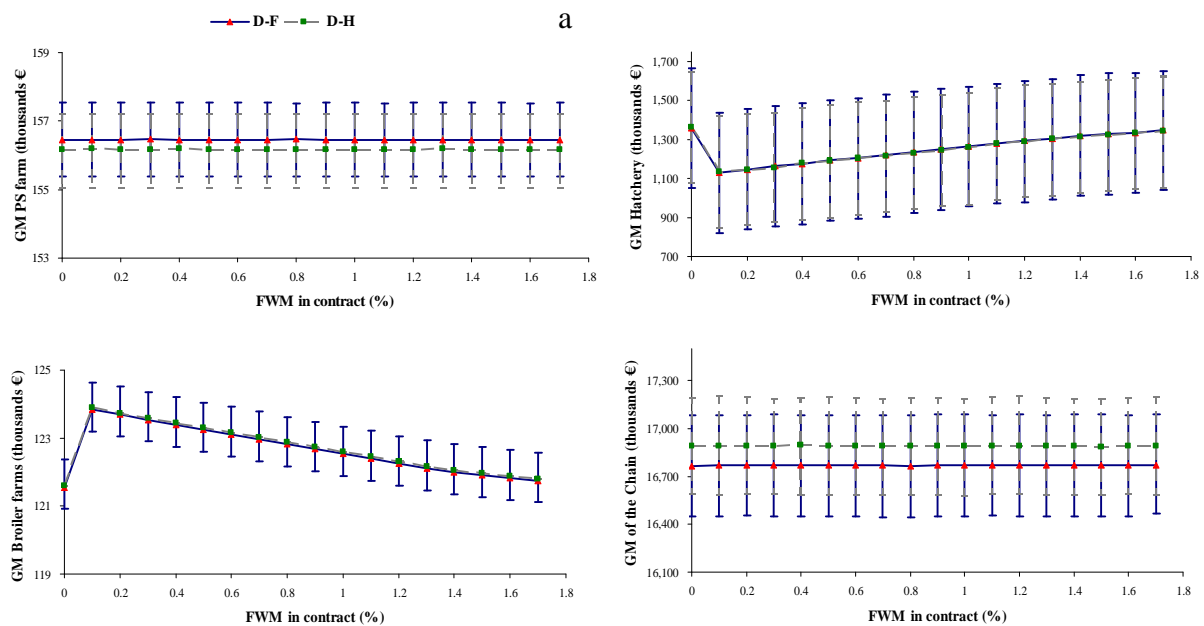 D-F D-H a
GM PS farm (thousands €)
159
157
155
153
0 0.2 0.4 0.6 0.8 1 1.2 1.4 1.6 1.8
FWM in contract (%)
GM Hatchery (thousands €)
1,700
1,500
1,300
1,100
900
700
0 0.2 0.4 0.6 0.8 1 1.2 1.4 1.6 1.8
FWM in contract (%)
GM Broiler farms (thousands €)
125
123
121
119
0 0.2 0.4 0.6 0.8 1 1.2 1.4 1.6 1.8
FWM in contract (%)
GM of the Chain (thousands €)
17,300
17,000
16,700
16,400
16,100
0 0.2 0.4 0.6 0.8 1 1.2 1.4 1.6 1.8
FWM in contract (%)